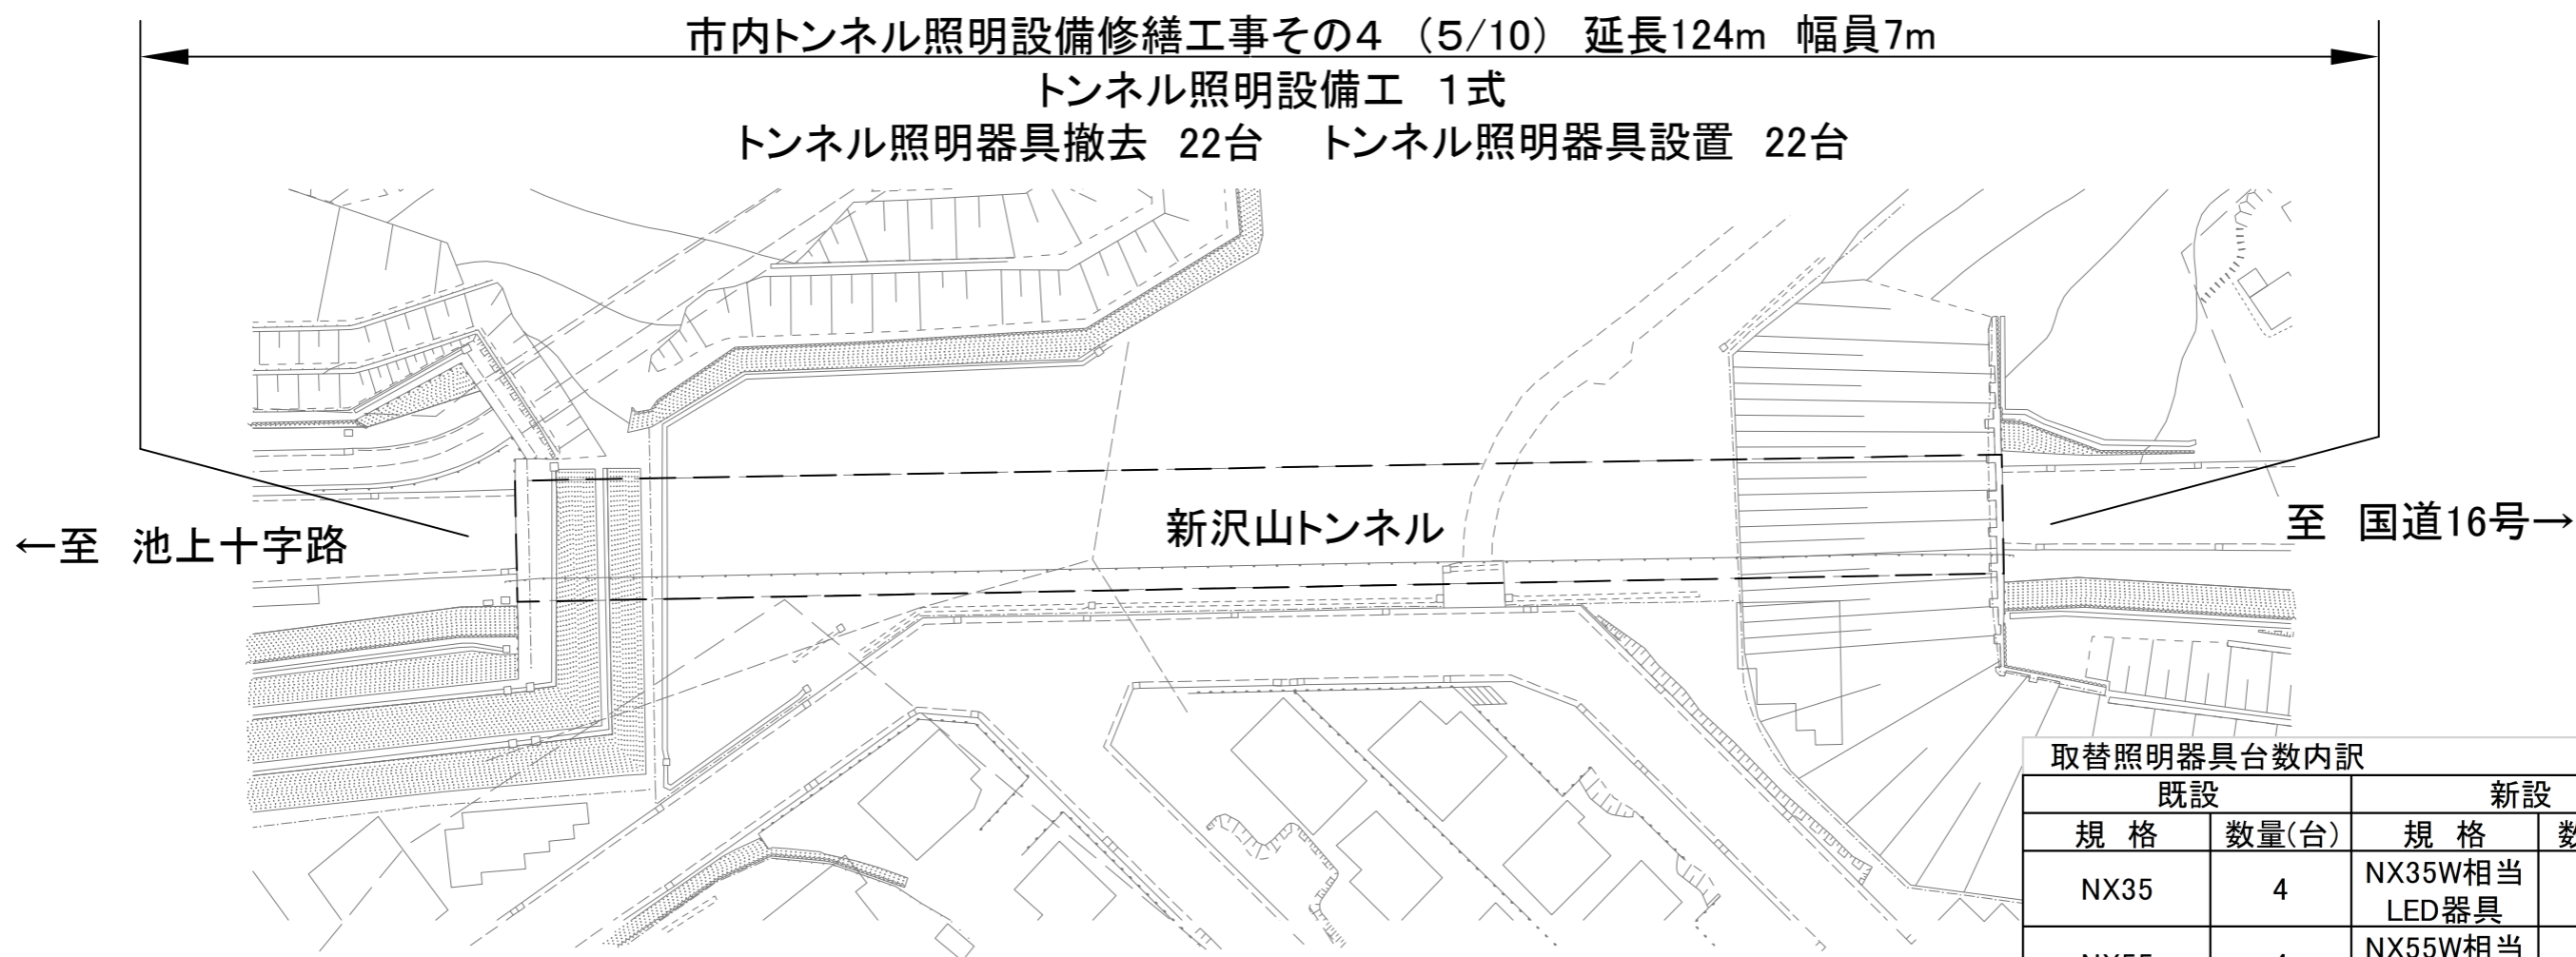 市内トンネル照明設備修繕工事その4 (5/10) 延長124m 幅員7m
トンネル照明設備工 1式
トンネル照明器具撤去 22台 トンネル照明器具設置 22台
新沢山トンネル
←至 池上十字路
至 国道16号→
取替照明器具台数内訳
既設 新設
規 格 数量(台) 規 格
NX35 4 NX35W相当
LED器具
NX55W相当